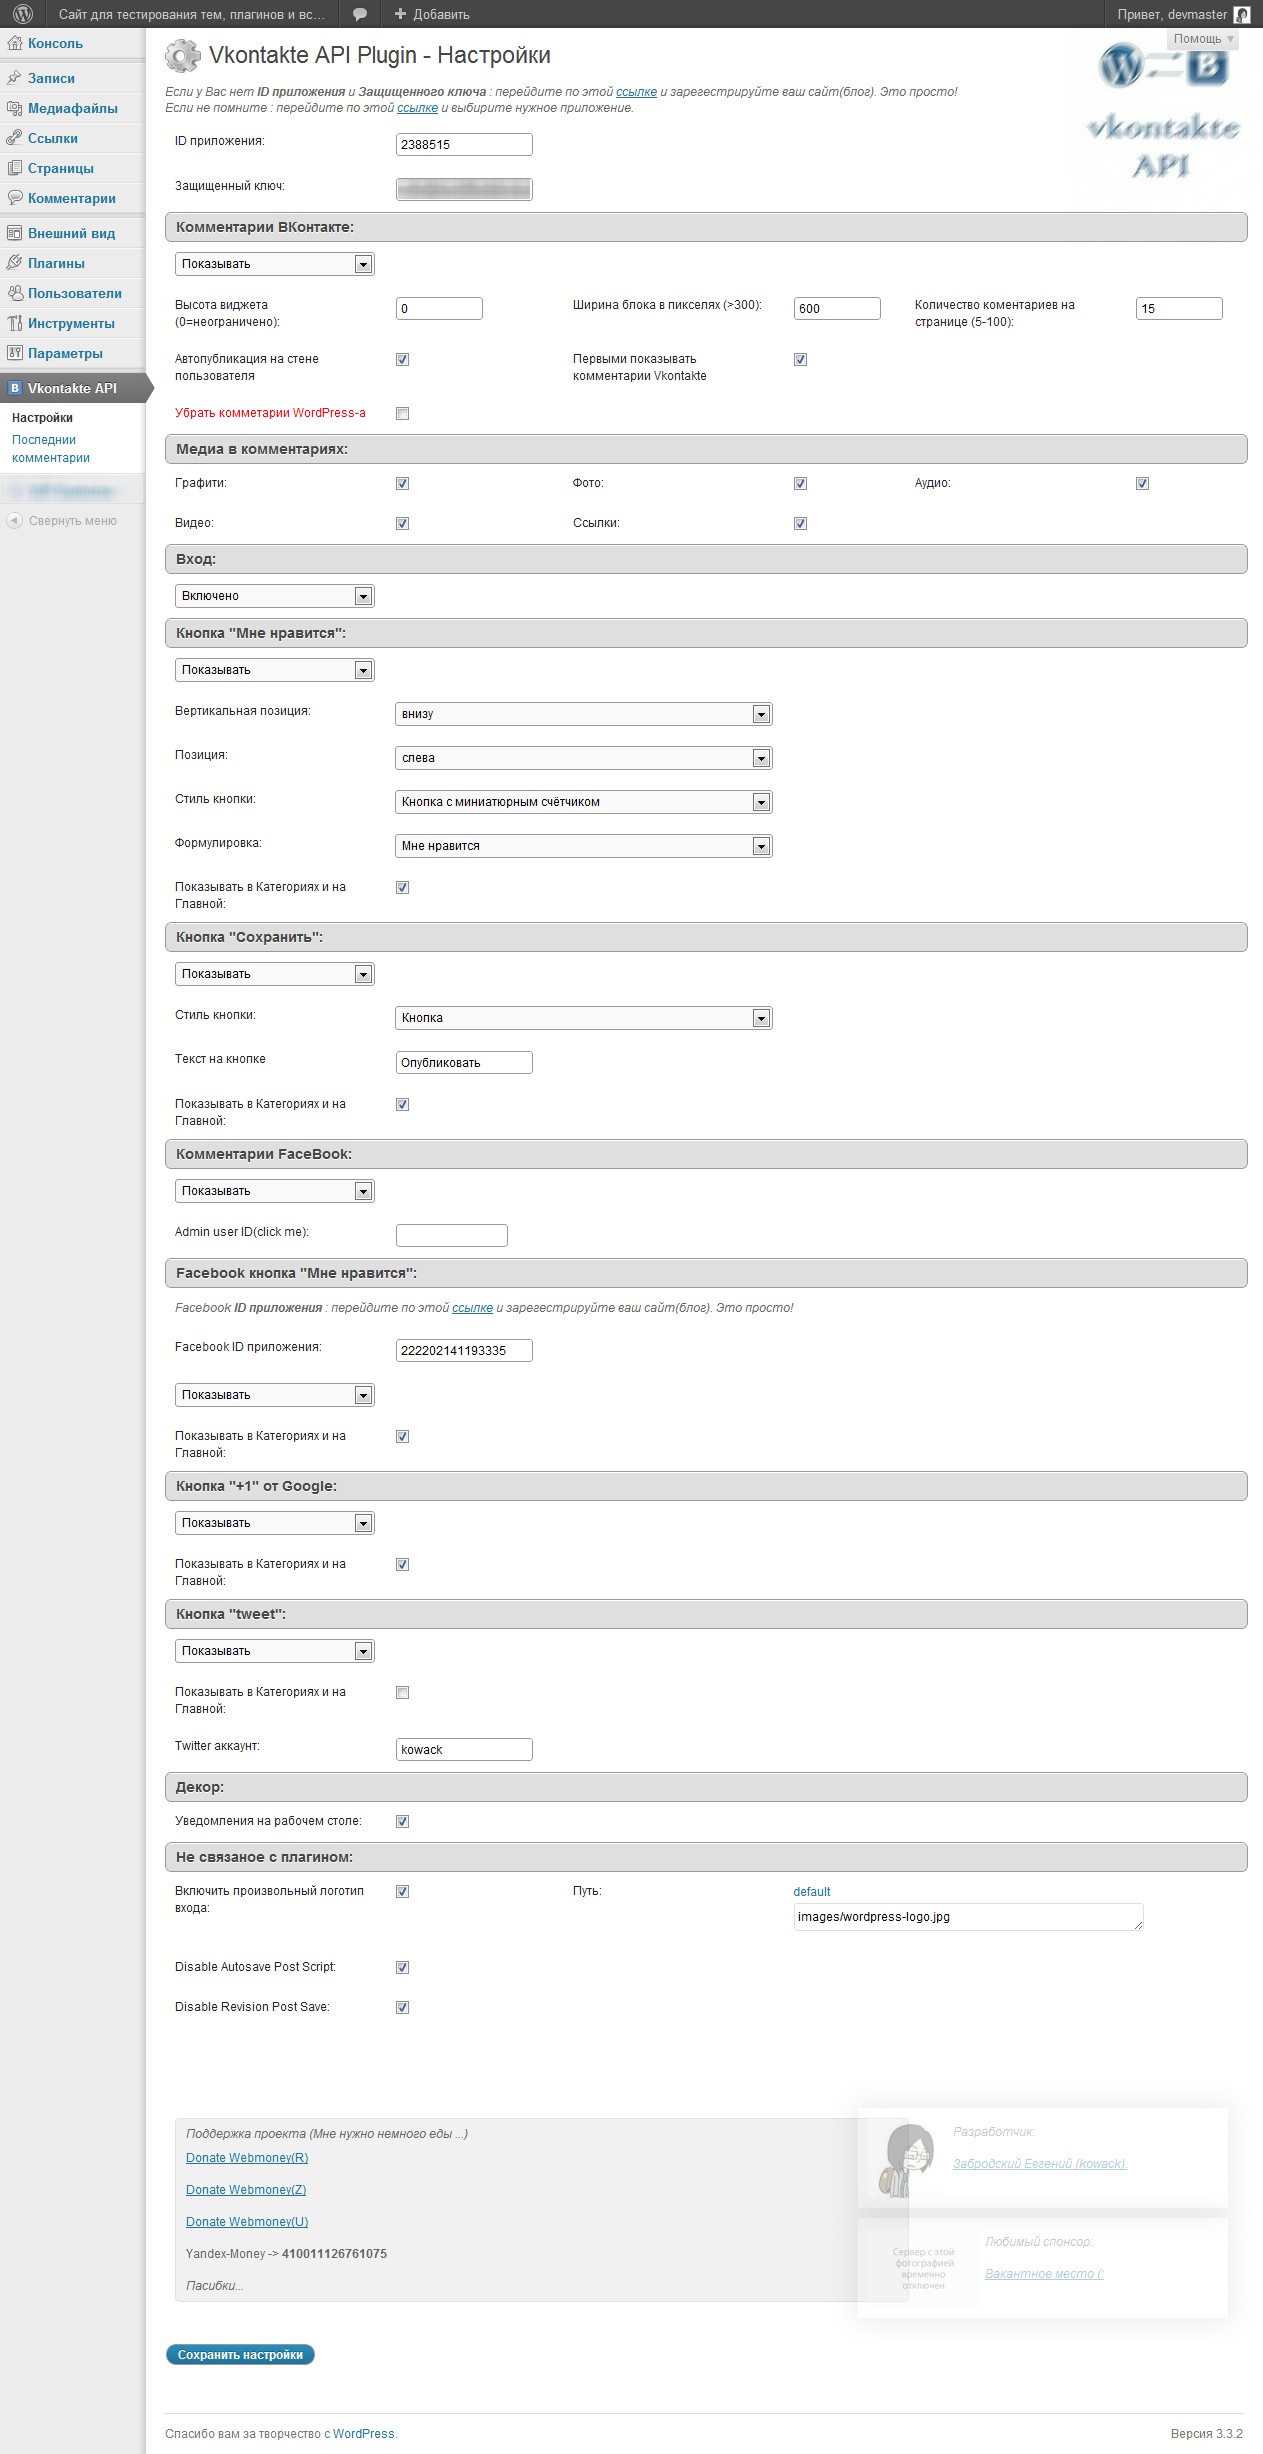 Сайт для тестирования тем, плагинов и вс… Добавить Привет, devmaster
Помощь
Консоль
Записи
Медиафайлы
Ссылки
Страницы
Комментарии
Внешний вид
Плагины
Пользователи
Инструменты
Параметры
Vkontakte API
Настройки
Последнии
комментарии
Свернуть меню
Vkontakte API Plugin - Настройки
vkontakte
API
Если у Вас нет ID приложения и Защищенного ключа : перейдите по этой ссылке и зарегестрируйте ваш сайт(блог). Это просто!
Если не помните : перейдите по этой ссылке и выбирите нужное приложение.
ID приложения: 2388515
Защищенный ключ:
Комментарии ВКонтакте:
Показывать
Высота виджета
(0=неограничено): 0
Ширина блока в пикселях (>300): 600
Количество коментариев на
странице (5-100): 15
Автопубликация на стене
пользователя
Первыми показывать
комментарии Vkontakte
Убрать комметарии WordPress-а
Медиа в комментариях:
Графити: Фото: Аудио:
Видео: Ссылки:
Вход:
Включено
Кнопка "Мне нравится":
Показывать
Вертикальная позиция: внизу
Позиция: слева
Стиль кнопки: Кнопка с миниатюрным счётчиком
Формулировка: Мне нравится
Показывать в Категориях и на
Главной:
Кнопка "Сохранить":
Показывать
Стиль кнопки: Кнопка
Текст на кнопке Опубликовать
Показывать в Категориях и на
Главной:
Комментарии FaceBook:
Показывать
Admin user ID(click me):
Facebook кнопка "Мне нравится":
Facebook ID приложения : перейдите по этой ссылке и зарегестрируйте ваш сайт(блог). Это просто!
Facebook ID приложения: 222202141193335
Показывать
Показывать в Категориях и на
Главной:
Кнопка "+1" от Google:
Показывать
Показывать в Категориях и на
Главной:
Кнопка "tweet":
Показывать
Показывать в Категориях и на
Главной:
Twitter аккаунт: kowack
Декор:
Уведомления на рабочем столе:
Не связаное с плагином:
Включить произвольный логотип
входа:
Путь: default
images/wordpress-logo.jpg
Disable Autosave Post Script:
Disable Revision Post Save:
Поддержка проекта (Мне нужно немного еды ...)
Donate Webmoney(R)
Donate Webmoney(Z)
Donate Webmoney(U)
Yandex-Money -> 410011126761075
Пасибки...
Разработчик:
Забродский Евгений (kowack).
Любимый спонсор:
Вакантное место (:
Сервер с этой
фотографией
временно
отключен
Сохранить настройки
Спасибо вам за творчество с WordPress. Версия 3.3.2